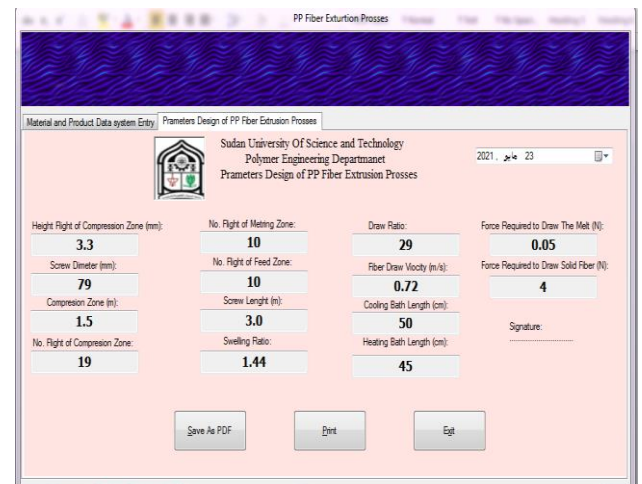 PP Fiber Exturtion Prosses
Material and Product Data system Entry
Prameters Design of PP Fiber Extrusion Prosses
Sudan University Of Science and Technology
Polymer Engineering Departmanet
Prameters Design of PP Fiber Extrusion Prosses
2021 , مايو 23
Height Flight of Compression Zone (mm):
3.3
No. Flight of Metring Zone:
10
Draw Ratio:
29
Force Required to Draw The Melt (N):
0.05
Screw Dimeter (mm):
79
No. Flight of Feed Zone:
10
Fiber Draw Viocity (m/s):
0.72
Force Required to Draw Solid Fiber (N):
4
Compresion Zone (m):
1.5
Screw Lenght (m):
3.0
Cooling Bath Length (cm):
50
Signature:
No. Flight of Compresion Zone:
19
Swelling Ratio:
1.44
Heating Bath Length (cm):
45
Save As PDF
Print
Exit